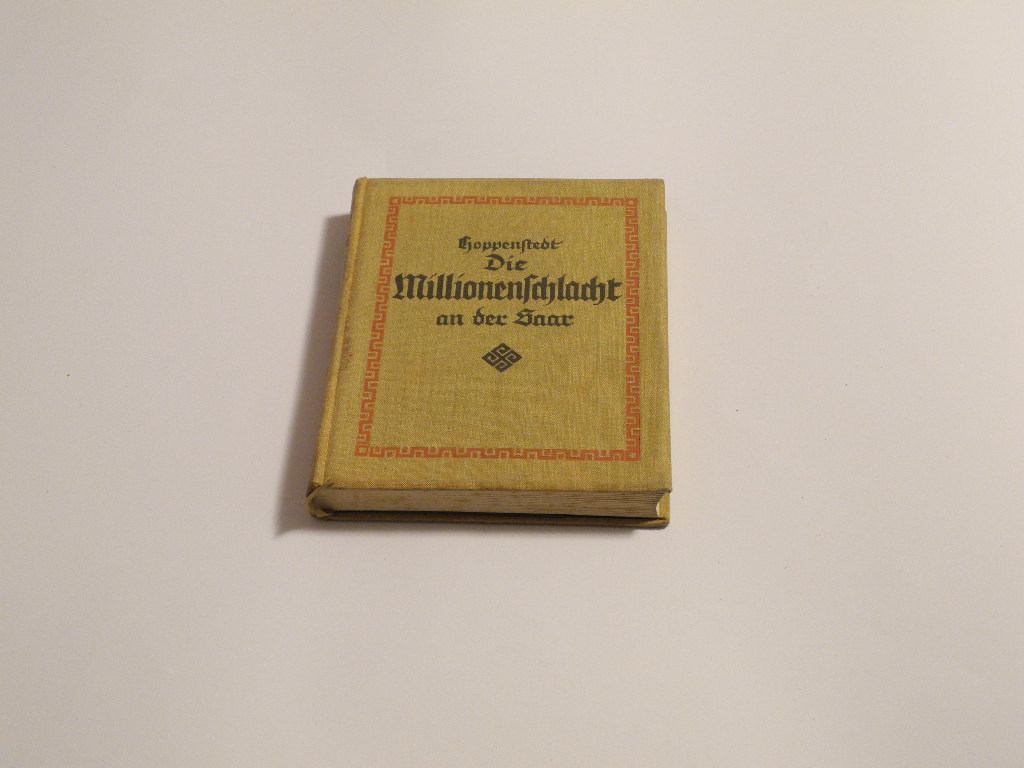 Hoppenstedt
Die
Millionenschlacht
an der Saar